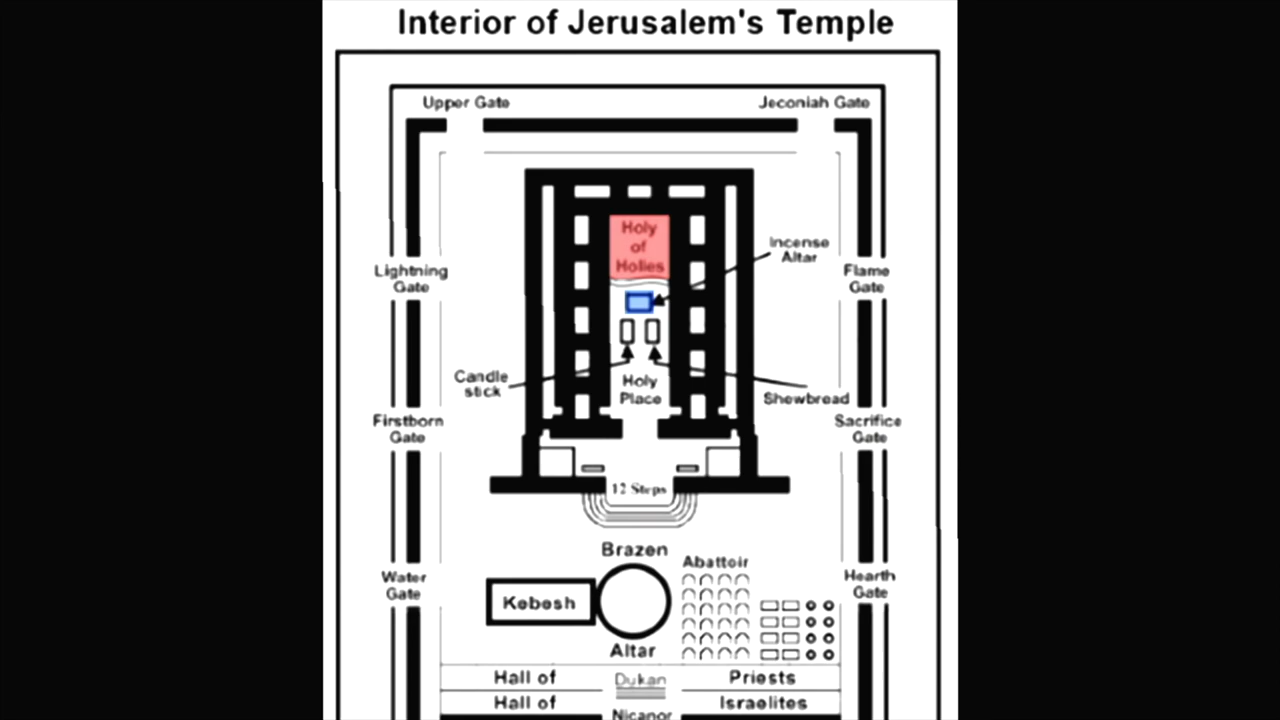 Interior of Jerusalem's Temple
Upper Gate
Jeconiah Gate
Holy
of
Holies
Incense
Altar
Lightning
Gate
Flame
Gate
Candle
stick
Holy
Place
Shewbread
Firstborn
Gate
Sacrifice
Gate
12 Steps
Brazen
Abattoir
Water
Gate
Kebesh
Hearth
Gate
Altar
Hall of
Dukan
Priests
Hall of
Israelites
Nicanor